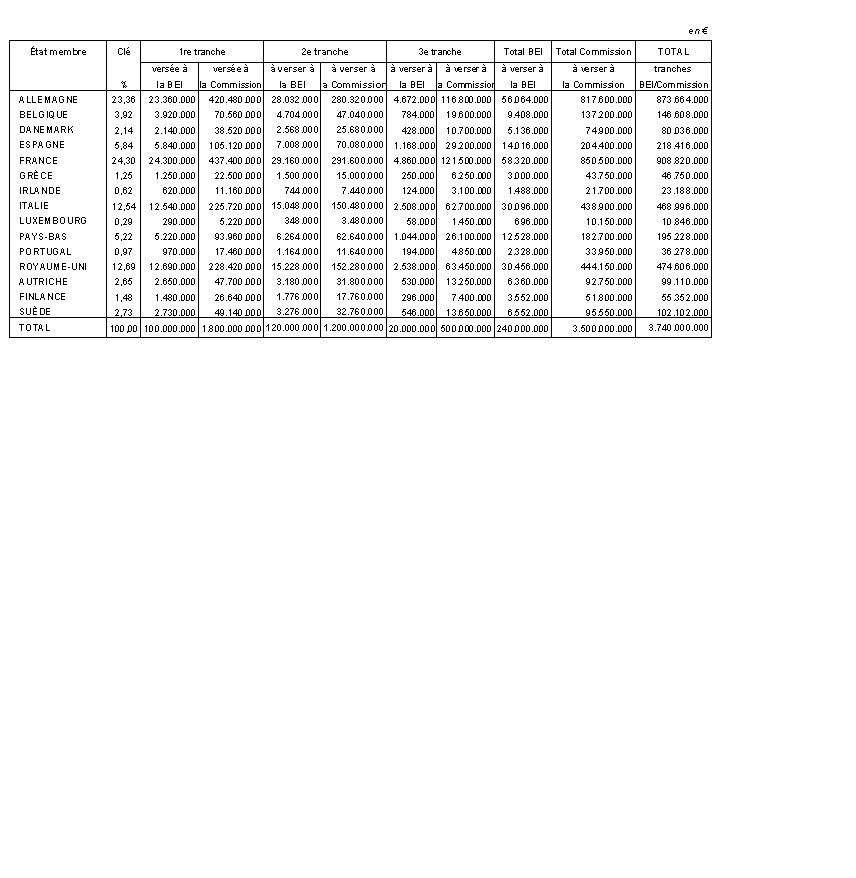 en €
État membre Clé 1re tranche 2e tranche 3e tranche Total BEI Total Commission TOTAL
versée à versée à à verser à à verser à à verser à à verser à à verser à à verser à tranches
% la BEI la Commission la BEI a Commission la BEI a Commission la BEI la Commission BEI/Commission
ALLEMAGNE 23,36 23.360.000 420.480.000 28.032.000 280.320.000 4.672.000 116.800.000 56.064.000 817.600.000 873.664.000
BELGIQUE 3,92 3.920.000 70.560.000 4.704.000 47.040.000 784.000 19.600.000 9.408.000 137.200.000 146.608.000
DANEMARK 2,14 2.140.000 38.520.000 2.568.000 25.680.000 428.000 10.700.000 5.136.000 74.900.000 80.036.000
ESPAGNE 5,84 5.840.000 105.120.000 7.008.000 70.080.000 1.168.000 29.200.000 14.016.000 204.400.000 218.416.000
FRANCE 24,30 24.300.000 437.400.000 29.160.000 291.600.000 4.860.000 121.500.000 58.320.000 850.500.000 908.820.000
GRÈCE 1,25 1.250.000 22.500.000 1.500.000 15.000.000 250.000 6.250.000 3.000.000 43.750.000 46.750.000
IRLANDE 0,62 620.000 11.160.000 744.000 7.440.000 124.000 3.100.000 1.488.000 21.700.000 23.188.000
ITALIE 12,54 12.540.000 225.720.000 15.048.000 150.480.000 2.508.000 62.700.000 30.096.000 438.900.000 468.996.000
LUXEMBOURG 0,29 290.000 5.220.000 348.000 3.480.000 58.000 1.450.000 696.000 10.150.000 10.846.000
PAYS-BAS 5,22 5.220.000 93.960.000 6.264.000 62.640.000 1.044.000 26.100.000 12.528.000 182.700.000 195.228.000
PORTUGAL 0,97 970.000 17.460.000 1.164.000 11.640.000 194.000 4.850.000 2.328.000 33.950.000 36.278.000
ROYAUME-UNI 12,69 12.690.000 228.420.000 15.228.000 152.280.000 2.538.000 63.450.000 30.456.000 444.150.000 474.606.000
AUTRICHE 2,65 2.650.000 47.700.000 3.180.000 31.800.000 530.000 13.250.000 6.360.000 92.750.000 99.110.000
FINLANCE 1,48 1.480.000 26.640.000 1.776.000 17.760.000 296.000 7.400.000 3.552.000 51.800.000 55.352.000
SUÈDE 2,73 2.730.000 49.140.000 3.276.000 32.760.000 546.000 13.650.000 6.552.000 95.550.000 102.102.000
TOTAL 100,00 100.000.000 1.800.000.000 120.000.000 1.200.000.000 20.000.000 500.000.000 240.000.000 3.500.000.000 3.740.000.000